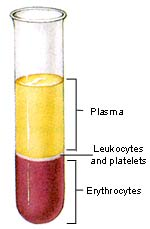 Plasma
Leukocytes
and platelets
Erythrocytes